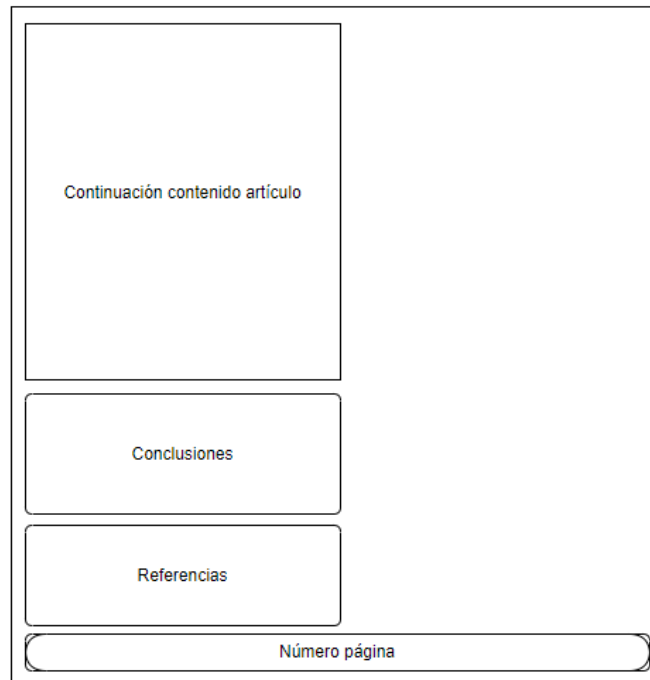 Continuación contenido artículo
Conclusiones
Referencias
Número página